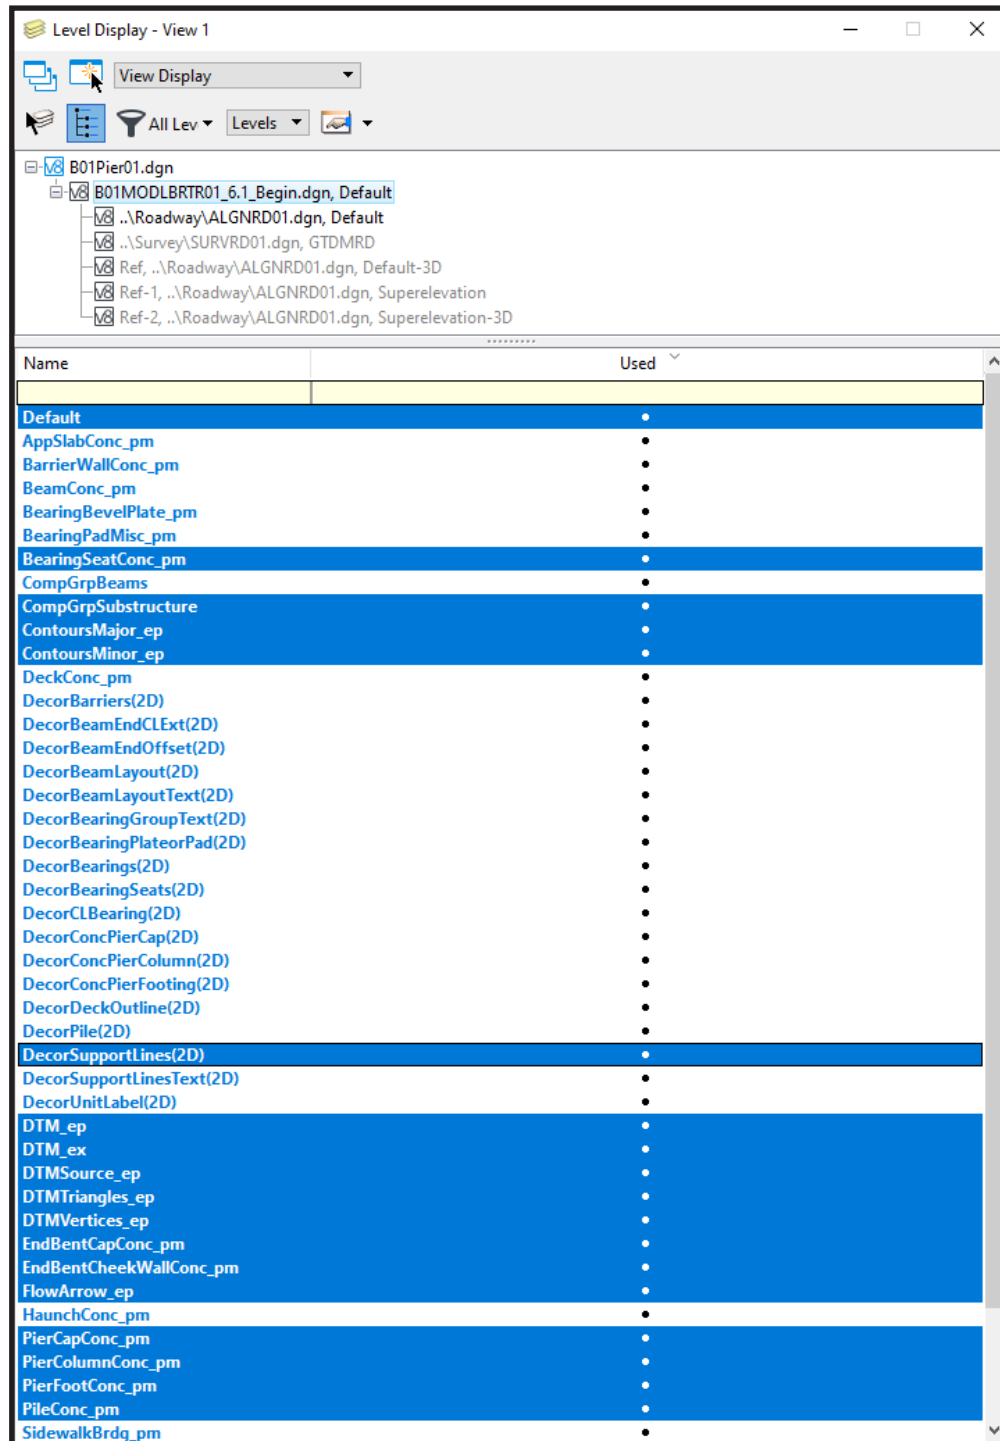 Level Display - View 1
View Display
All Lev Levels
B01Pier01.dgn
B01MODLBRTR01_6.1_Begin.dgn, Default
..\Roadway\ALGNRD01.dgn, Default
..\Survey\SURVRD01.dgn, GTDMRD
Ref, ..\Roadway\ALGNRD01.dgn, Default-3D
Ref-1, ..\Roadway\ALGNRD01.dgn, Superelevation
Ref-2, ..\Roadway\ALGNRD01.dgn, Superelevation-3D
Name Used
Default
AppSlabConc_pm
BarrierWallConc_pm
BeamConc_pm
BearingBevelPlate_pm
BearingPadMisc_pm
BearingSeatConc_pm
CompGrpBeams
CompGrpSubstructure
ContoursMajor_ep
ContoursMinor_ep
DeckConc_pm
DecorBarriers(2D)
DecorBeamEndCLExt(2D)
DecorBeamEndOffset(2D)
DecorBeamLayout(2D)
DecorBeamLayoutText(2D)
DecorBearingGroupText(2D)
DecorBearingPlateorPad(2D)
DecorBearings(2D)
DecorBearingSeats(2D)
DecorCLBearing(2D)
DecorConcPierCap(2D)
DecorConcPierColumn(2D)
DecorConcPierFooting(2D)
DecorDeckOutline(2D)
DecorPile(2D)
DecorSupportLines(2D)
DecorSupportLinesText(2D)
DecorUnitLabel(2D)
DTM_ep
DTM_ex
DTMSource_ep
DTMTriangles_ep
DTMVertices_ep
EndBentCapConc_pm
EndBentCheekWallConc_pm
FlowArrow_ep
HaunchConc_pm
PierCapConc_pm
PierColumnConc_pm
PierFootConc_pm
PileConc_pm
SidewalkBrdg_pm